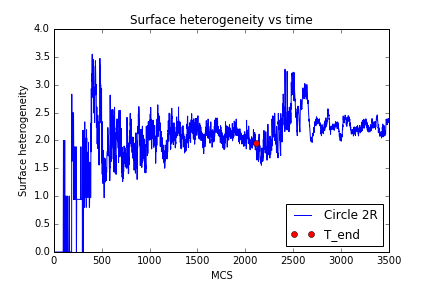 Surface heterogeneity vs time
4.0
3.5
3.0
2.5
2.0
1.5
1.0
0.5
0.0
Surface heterogeneity
0 500 1000 1500 2000 2500 3000 3500
MCS
Circle 2R
T_end